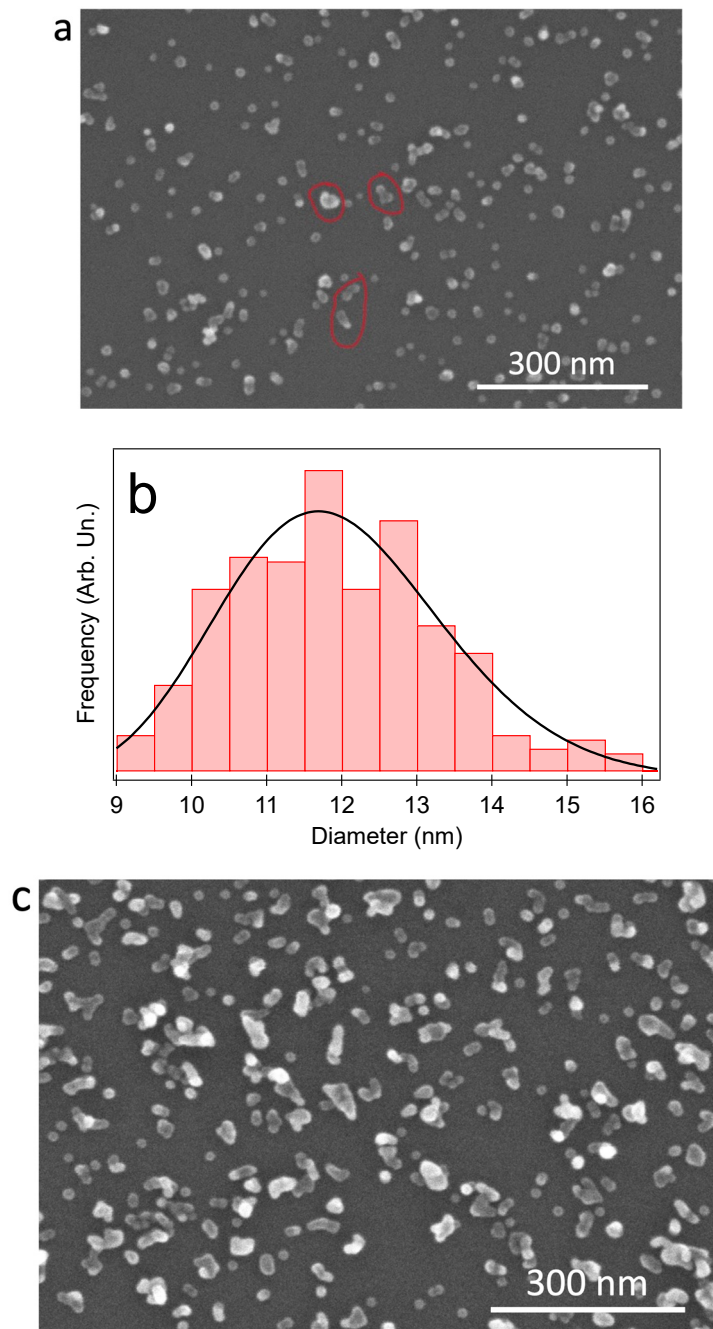 a
300 nm
b
Frequency (Arb. Un.)
9 10 11 12 13 14 15 16
Diameter (nm)
c
300 nm